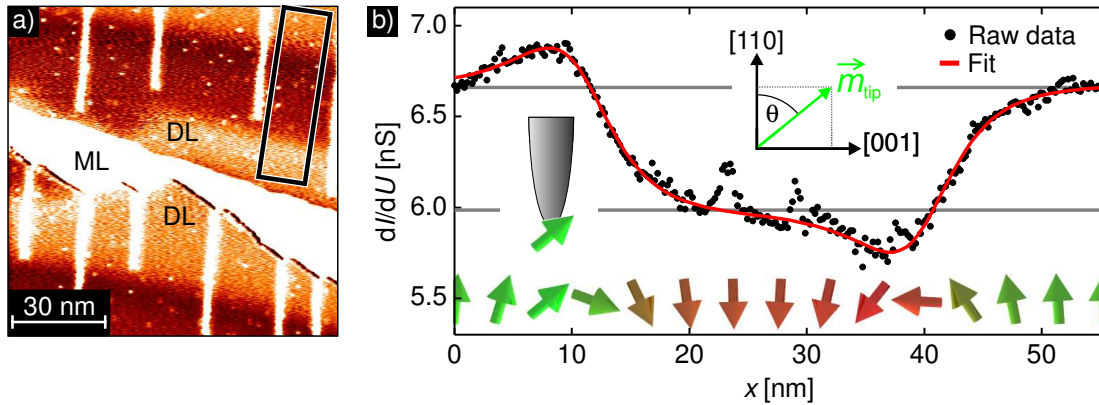 a)
DL
ML
DL
30 nm
b)
7.0
6.5
6.0
5.5
dI/dU [nS]
[110]
m tip
θ
[001]
Raw data
Fit
0
10
20
30
40
50
x [nm]